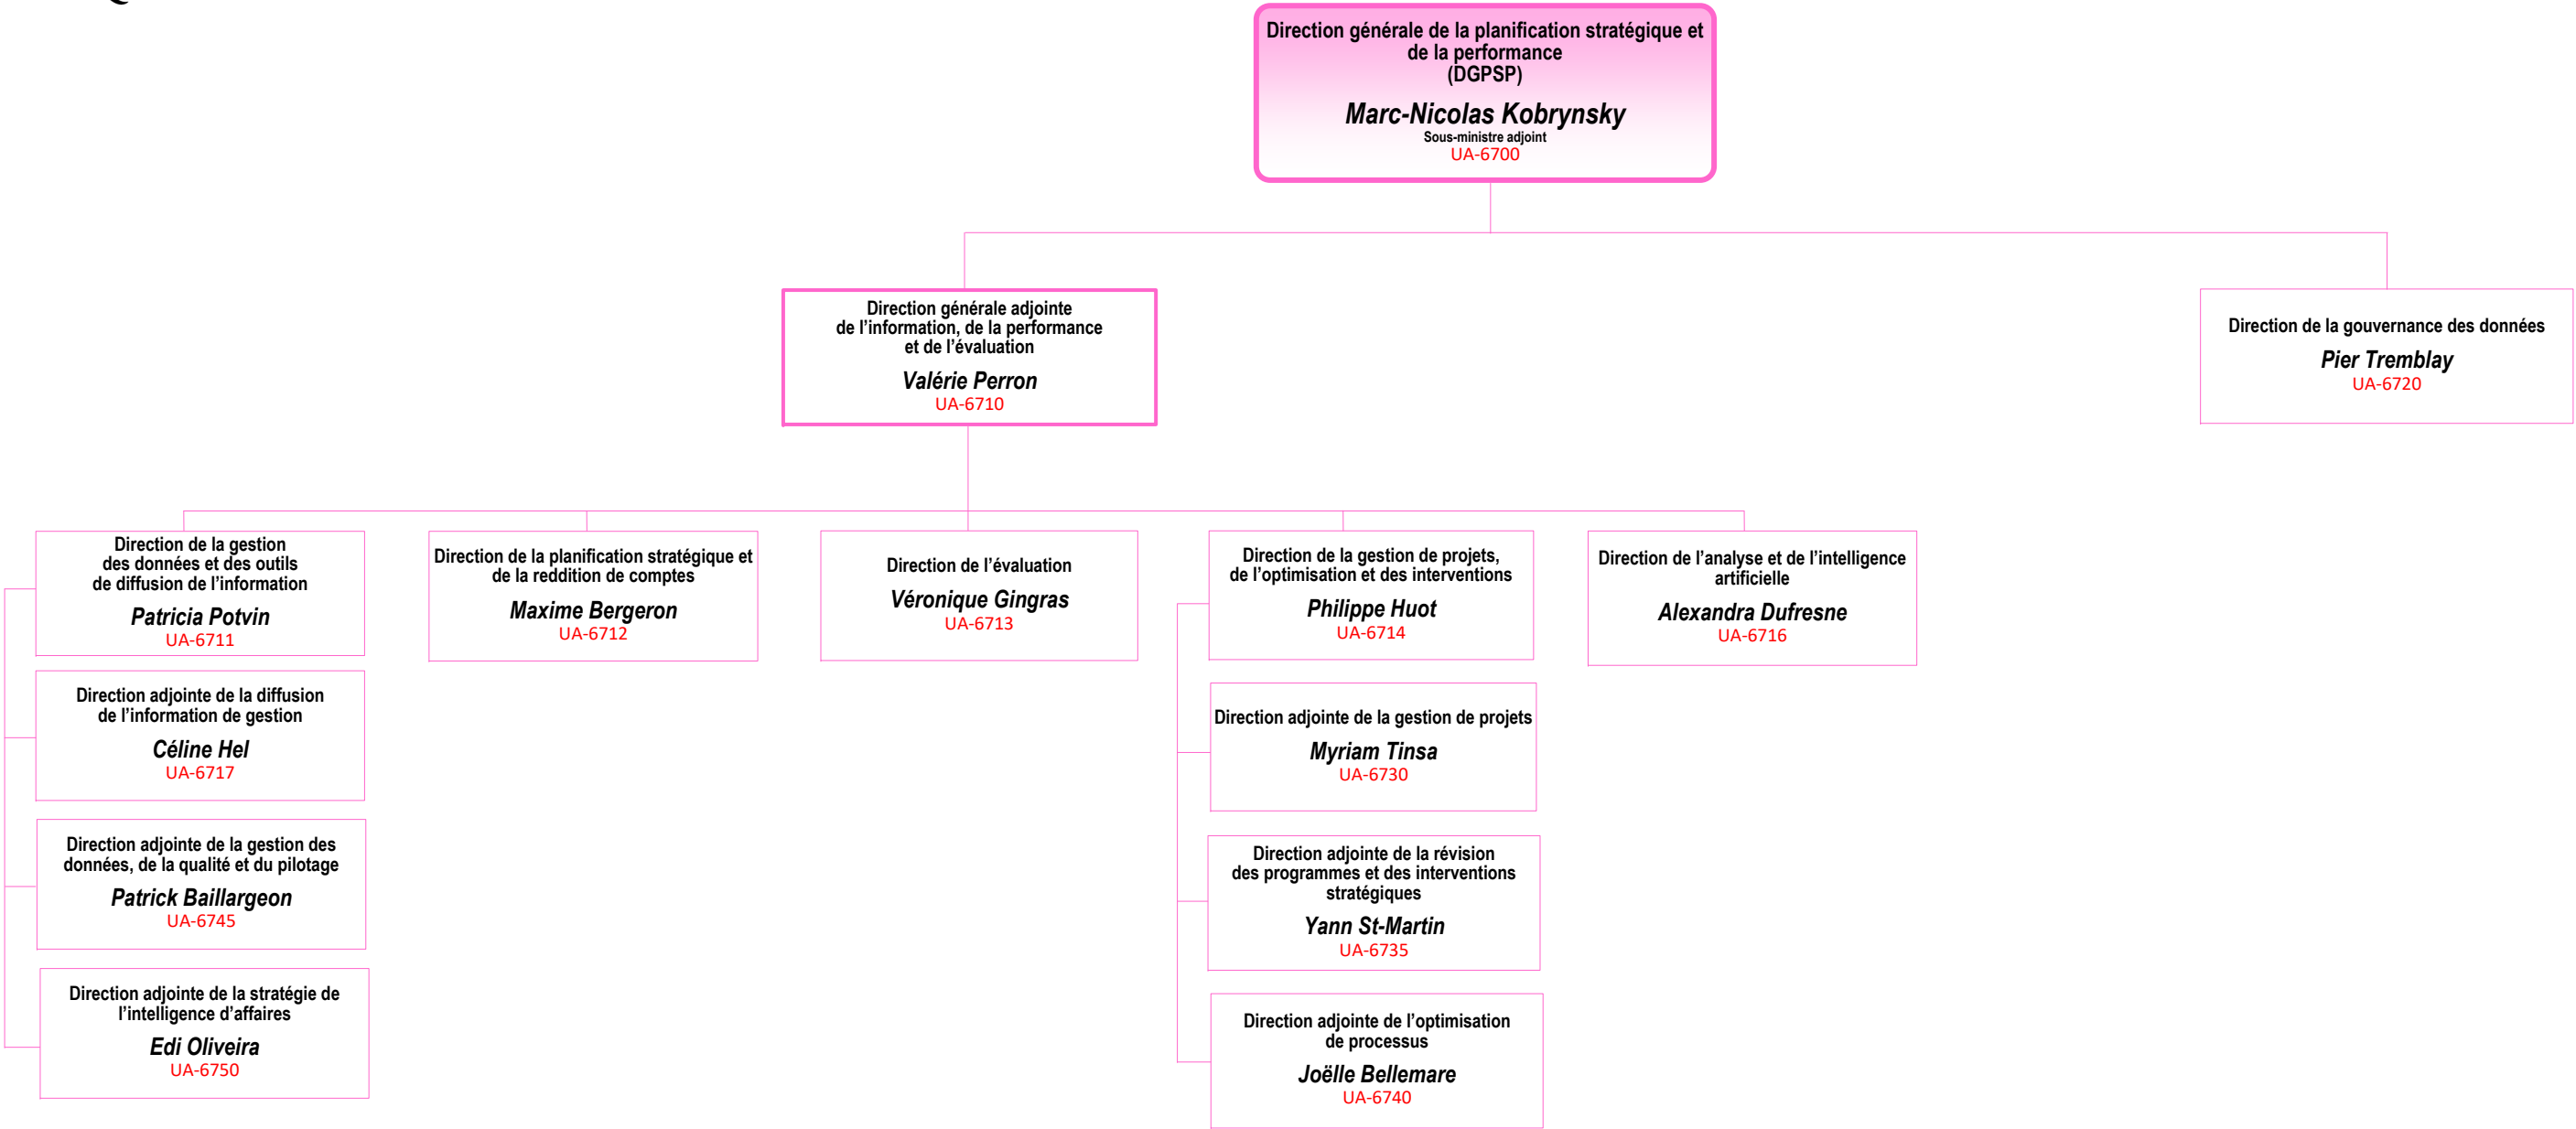 Direction générale de la planification stratégique et
de la performance
(DGPSP)
Marc-Nicolas Kobrynsky
Sous-ministre adjoint
UA-6700
Direction générale adjointe
de l’information, de la performance
et de l’évaluation
Valérie Perron
UA-6710
Direction de la gouvernance des données
Pier Tremblay
UA-6720
Direction de la gestion
des données et des outils
de diffusion de l’information
Patricia Potvin
UA-6711
Direction de la planification stratégique et
de la reddition de comptes
Maxime Bergeron
UA-6712
Direction de l’évaluation
Véronique Gingras
UA-6713
Direction de la gestion de projets,
de l’optimisation et des interventions
Philippe Huot
UA-6714
Direction de l’analyse et de l’intelligence
artificielle
Alexandra Dufresne
UA-6716
Direction adjointe de la diffusion
de l’information de gestion
Céline Hel
UA-6717
Direction adjointe de la gestion des
données, de la qualité et du pilotage
Patrick Baillargeon
UA-6745
Direction adjointe de la stratégie de
l’intelligence d’affaires
Edi Oliveira
UA-6750
Direction adjointe de la gestion de projets
Myriam Tinsa
UA-6730
Direction adjointe de la révision
des programmes et des interventions
stratégiques
Yann St-Martin
UA-6735
Direction adjointe de l’optimisation
de processus
Joëlle Bellemare
UA-6740